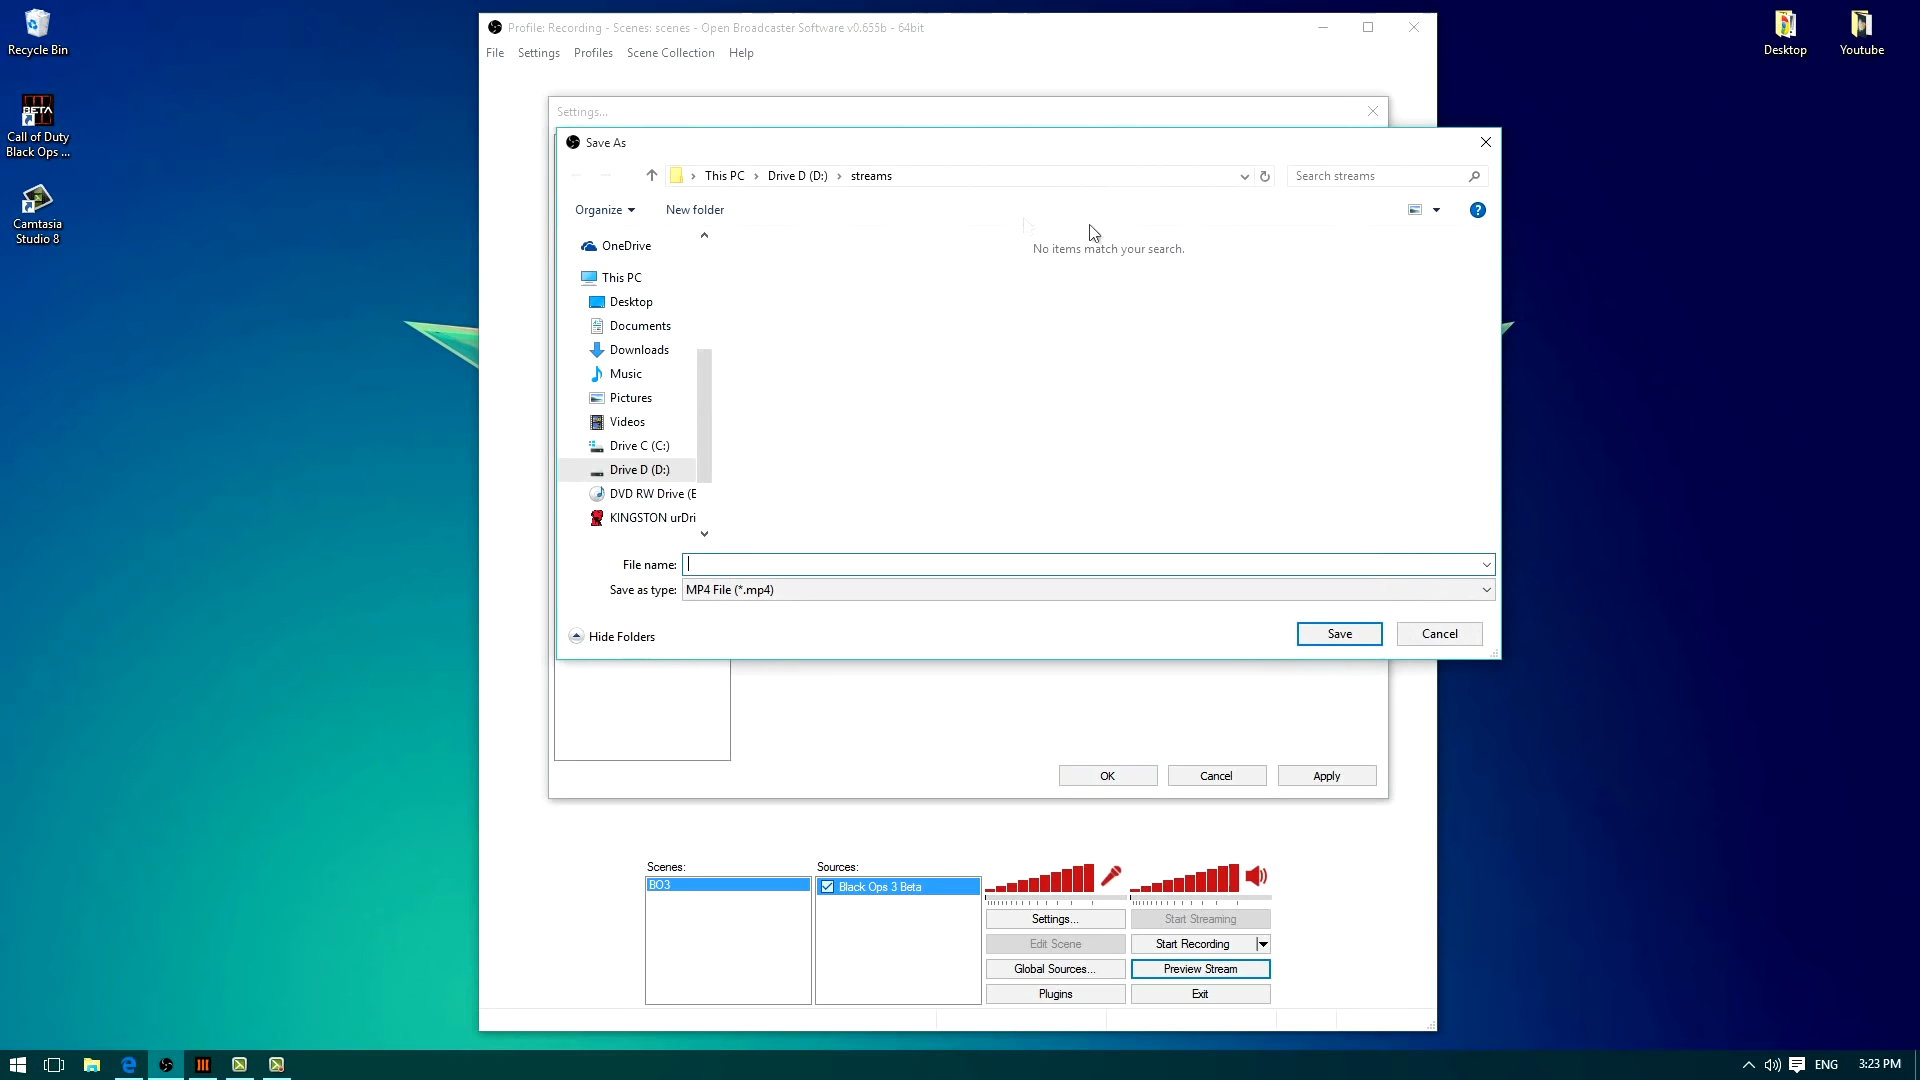 Recycle Bin
BETA
Call of Duty
Black Ops ...
Camtasia
Studio 8
Desktop
Youtube
Profile: Recording - Scenes: scenes - Open Broadcaster Software v0.655b - 64bit
File Settings Profiles Scene Collection Help
Settings...
Save As
This PC Drive D (D:) streams
Search streams
Organize New folder
No items match your search.
OneDrive
This PC
Desktop
Documents
Downloads
Music
Pictures
Videos
Drive C (C:)
Drive D (D:)
DVD RW Drive (E
KINGSTON urDri
File name:
Save as type: MP4 File (*.mp4)
Hide Folders
Save
Cancel
OK
Cancel
Apply
Scenes:
BO3
Sources:
Black Ops 3 Beta
Settings...
Start Streaming
Edit Scene
Start Recording
Global Sources...
Preview Stream
Plugins
Exit
ENG
3:23 PM